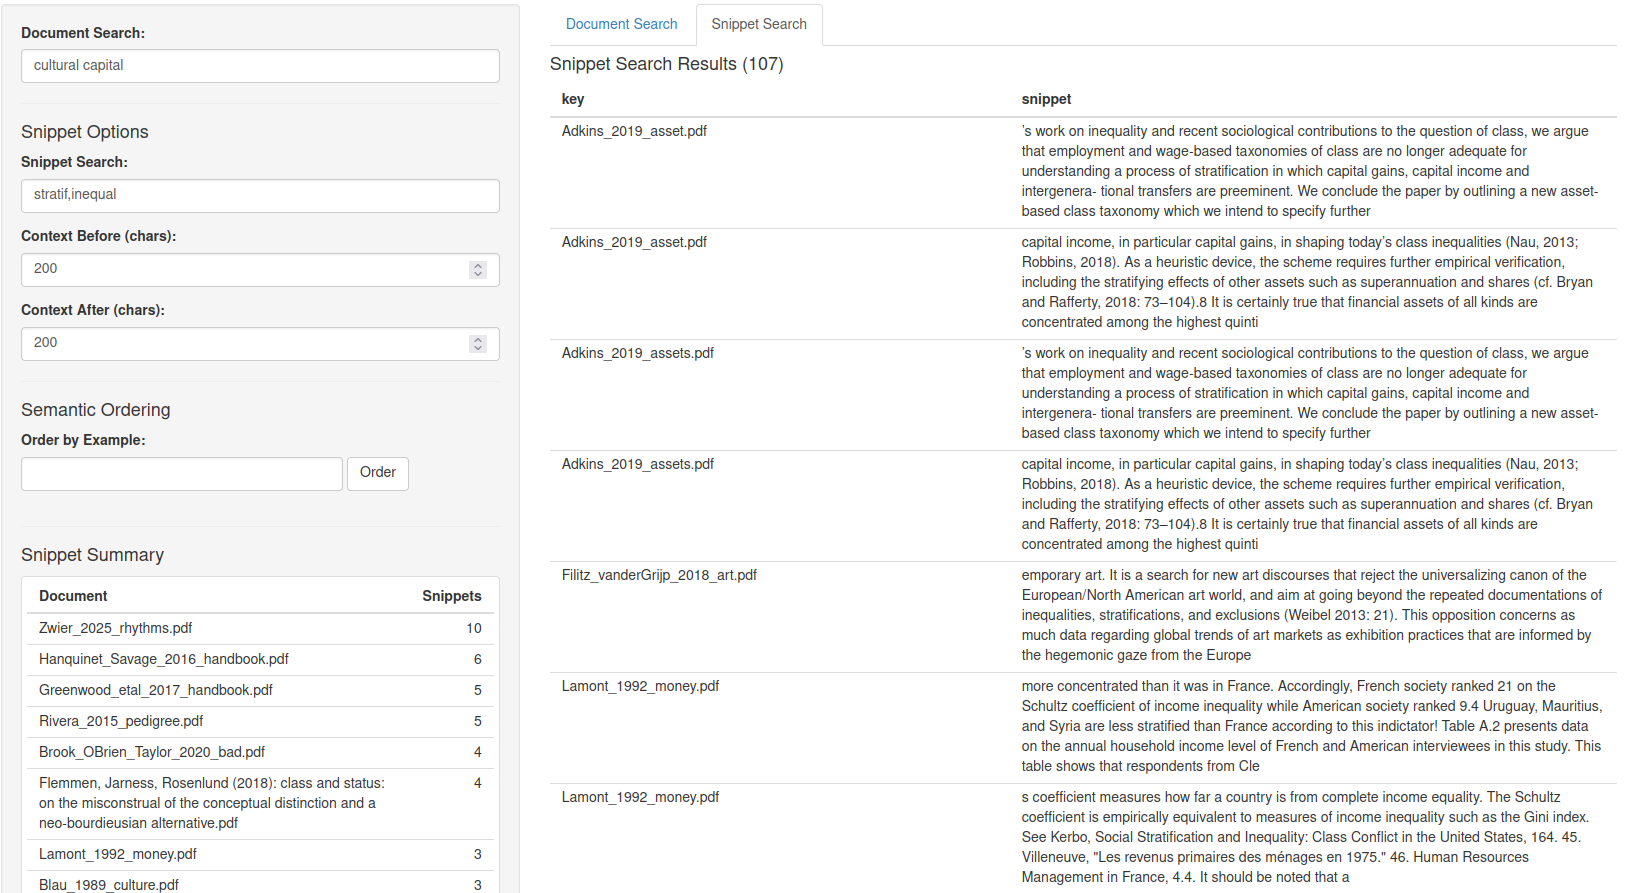 Document Search:
cultural capital
Snippet Options
Snippet Search:
stratif,inequal
Context Before (chars):
200
Context After (chars):
200
Semantic Ordering
Order by Example:
Order
Snippet Summary
Document Snippets
Zwier_2025_rhythms.pdf 10
Hanquinet_Savage_2016_handbook.pdf 6
Greenwood_etal_2017_handbook.pdf 5
Rivera_2015_pedigree.pdf 5
Brook_OBrien_Taylor_2020_bad.pdf 4
Flemmen, Jarness, Rosenlund (2018): class and status: 4
on the misconstrual of the conceptual distinction and a
neo-bourdieusian alternative.pdf
Lamont_1992_money.pdf 3
Blau_1989_culture.pdf 3
Document Search Snippet Search
Snippet Search Results (107)
key snippet
Adkins_2019_asset.pdf
's work on inequality and recent sociological contributions to the question of class, we argue
that employment and wage-based taxonomies of class are no longer adequate for
understanding a process of stratification in which capital gains, capital income and
intergenera- tional transfers are preeminent. We conclude the paper by outlining a new asset-
based class taxonomy which we intend to specify further
Adkins_2019_asset.pdf
capital income, in particular capital gains, in shaping today's class inequalities (Nau, 2013;
Robbins, 2018). As a heuristic device, the scheme requires further empirical verification,
including the stratifying effects of other assets such as superannuation and shares (cf. Bryan
and Rafferty, 2018: 73–104).8 It is certainly true that financial assets of all kinds are
concentrated among the highest quinti
Adkins_2019_assets.pdf
's work on inequality and recent sociological contributions to the question of class, we argue
that employment and wage-based taxonomies of class are no longer adequate for
understanding a process of stratification in which capital gains, capital income and
intergenera- tional transfers are preeminent. We conclude the paper by outlining a new asset-
based class taxonomy which we intend to specify further
Adkins_2019_assets.pdf
capital income, in particular capital gains, in shaping today's class inequalities (Nau, 2013;
Robbins, 2018). As a heuristic device, the scheme requires further empirical verification,
including the stratifying effects of other assets such as superannuation and shares (cf. Bryan
and Rafferty, 2018: 73–104).8 It is certainly true that financial assets of all kinds are
concentrated among the highest quinti
Filitz_vanderGrijp_2018_art.pdf
emporary art. It is a search for new art discourses that reject the universalizing canon of the
European/North American art world, and aim at going beyond the repeated documentations of
inequalities, stratifications, and exclusions (Weibel 2013: 21). This opposition concerns as
much data regarding global trends of art markets as exhibition practices that are informed by
the hegemonic gaze from the Europe
Lamont_1992_money.pdf
more concentrated than it was in France. Accordingly, French society ranked 21 on the
Schultz coefficient of income inequality while American society ranked 9.4 Uruguay, Mauritius,
and Syria are less stratified than France according to this indictator! Table A.2 presents data
on the annual household income level of French and American interviewees in this study. This
table shows that respondents from Cle
Lamont_1992_money.pdf
s coefficient measures how far a country is from complete income equality. The Schultz
coefficient is empirically equivalent to measures of income inequality such as the Gini index.
See Kerbo, Social Stratification and Inequality: Class Conflict in the United States, 164. 45.
Villeneuve, "Les revenus primaires des ménages en 1975." 46. Human Resources
Management in France, 4.4. It should be noted that a